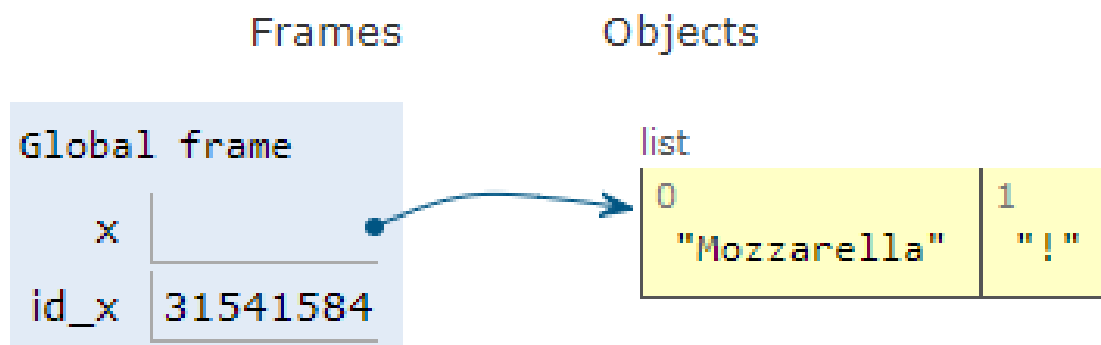 Frames Objects
Global frame
list
0 1
x
"Mozzarella" "!"
id_x 31541584